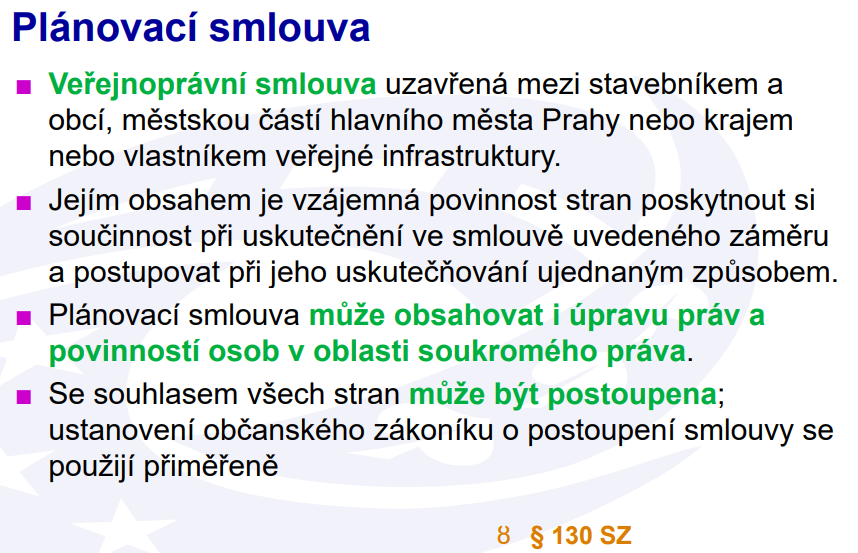 Plánovací smlouva
■ Veřejnoprávní smlouva uzavřená mezi stavebníkem a
obcí, městskou částí hlavního města Prahy nebo krajem
nebo vlastníkem veřejné infrastruktury.
■ Jejím obsahem je vzájemná povinnost stran poskytnout si
součinnost při uskutečnění ve smlouvě uvedeného záměru
a postupovat při jeho uskutečňování ujednaným způsobem.
■ Plánovací smlouva může obsahovat i úpravu práv a
povinností osob v oblasti soukromého práva.
■ Se souhlasem všech stran může být postoupena;
ustanovení občanského zákoníku o postoupení smlouvy se
použijí přiměřeně
8 § 130 SZ